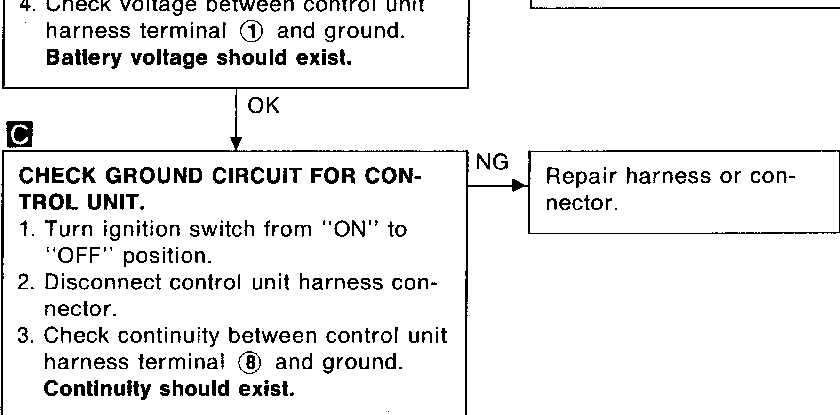 4. Check voltage between control unit
harness terminal ① and ground.
Battery voltage should exist.
OK
C
CHECK GROUND CIRCUIT FOR CON-
TROL UNIT.
1. Turn ignition switch from "ON" to
"OFF" position.
2. Disconnect control unit harness con-
nector.
3. Check continuity between control unit
harness terminal ⑧ and ground.
Continuity should exist.
NG
Repair harness or con-
nector.